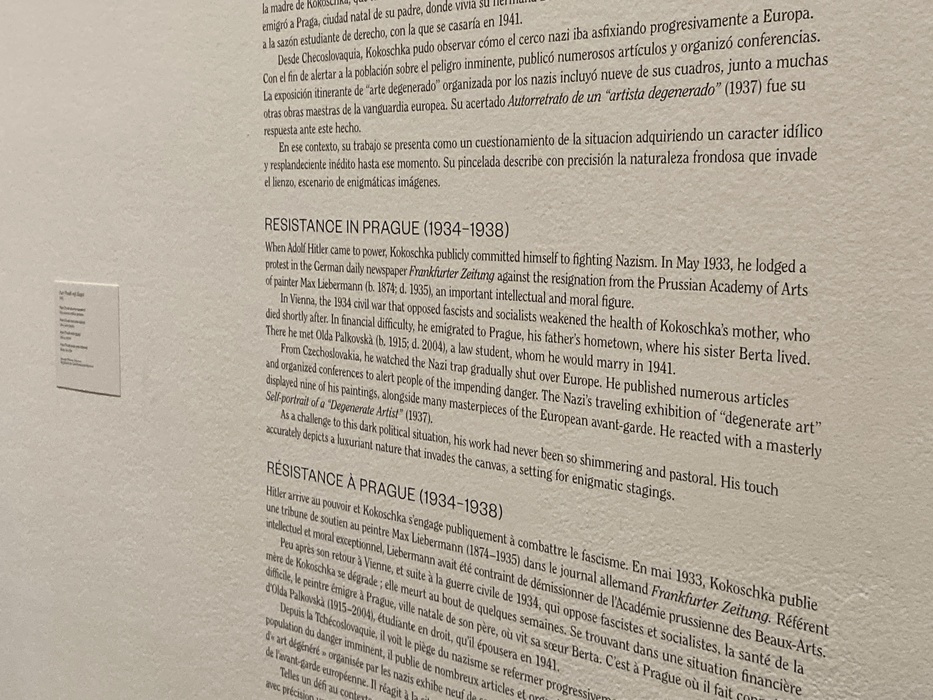 la madre de Kokoschka, que
emigró a Praga, ciudad natal de su padre, donde vivía su hermana
a la sazón estudiante de derecho, con la que se casaría en 1941.
Desde Checoslovaquia, Kokoschka pudo observar cómo el cerco nazi iba asfixiando progresivamente a Europa.
Con el fin de alertar a la población sobre el peligro inminente, publicó numerosos artículos y organizó conferencias.
La exposición itinerante de “arte degenerado” organizada por los nazis incluyó nueve de sus cuadros, junto a muchas
otras obras maestras de la vanguardia europea. Su acertado Autorretrato de un “artista degenerado” (1937) fue su
respuesta ante este hecho.
En ese contexto, su trabajo se presenta como un cuestionamiento de la situacion adquiriendo un caracter idílico
y resplandeciente inédito hasta ese momento. Su pincelada describe con precisión la naturaleza frondosa que invade
el lienzo, escenario de enigmáticas imágenes.
RESISTANCE IN PRAGUE (1934-1938)
When Adolf Hitler came to power, Kokoschka publicly committed himself to fighting Nazism. In May 1933, he lodged a
protest in the German daily newspaper Frankfurter Zeitung against the resignation from the Prussian Academy of Arts
of painter Max Liebermann (b. 1874; d. 1935), an important intellectual and moral figure.
In Vienna, the 1934 civil war that opposed fascists and socialists weakened the health of Kokoschka's mother, who
died shortly after. In financial difficulty, he emigrated to Prague, his father's hometown, where his sister Berta lived.
There he met Olda Palkovskà (b. 1915; d. 2004), a law student, whom he would marry in 1941.
From Czechoslovakia, he watched the Nazi trap gradually shut over Europe. He published numerous articles
and organized conferences to alert people of the impending danger. The Nazi's traveling exhibition of “degenerate art”
displayed nine of his paintings, alongside many masterpieces of the European avant-garde. He reacted with a masterly
Self-portrait of a “Degenerate Artist” (1937).
As a challenge to this dark political situation, his work had never been so shimmering and pastoral. His touch
accurately depicts a luxuriant nature that invades the canvas, a setting for enigmatic stagings.
RÉSISTANCE À PRAGUE (1934-1938)
Hitler arrive au pouvoir et Kokoschka s'engage publiquement à combattre le fascisme. En mai 1933, Kokoschka publie
une tribune de soutien au peintre Max Liebermann (1874-1935) dans le journal allemand Frankfurter Zeitung. Référent
intellectuel et moral exceptionnel, Liebermann avait été contraint de démissionner de l'Académie prussienne des Beaux-Arts.
Peu après son retour à Vienne, et suite à la guerre civile de 1934, qui oppose fascistes et socialistes, la santé de la
mère de Kokoschka se dégrade ; elle meurt au bout de quelques semaines. Se trouvant dans une situation financière
difficile, le peintre émigre à Prague, ville natale de son père, où vit sa sœur Berta. C'est à Prague où il fait
d'Olda Palkovskà (1915-2004), étudiante en droit, qu'il épousera en 1941.
Depuis la Tchécoslovaquie, il voit le piège du nazisme se refermer
population du danger imminent, il publie de nombreux articles et
d'« art dégénéré » organisée par les nazis exhibe neuf de
de l'avant-garde européenne. Il réagit à la
Telles un défi au
avec précision